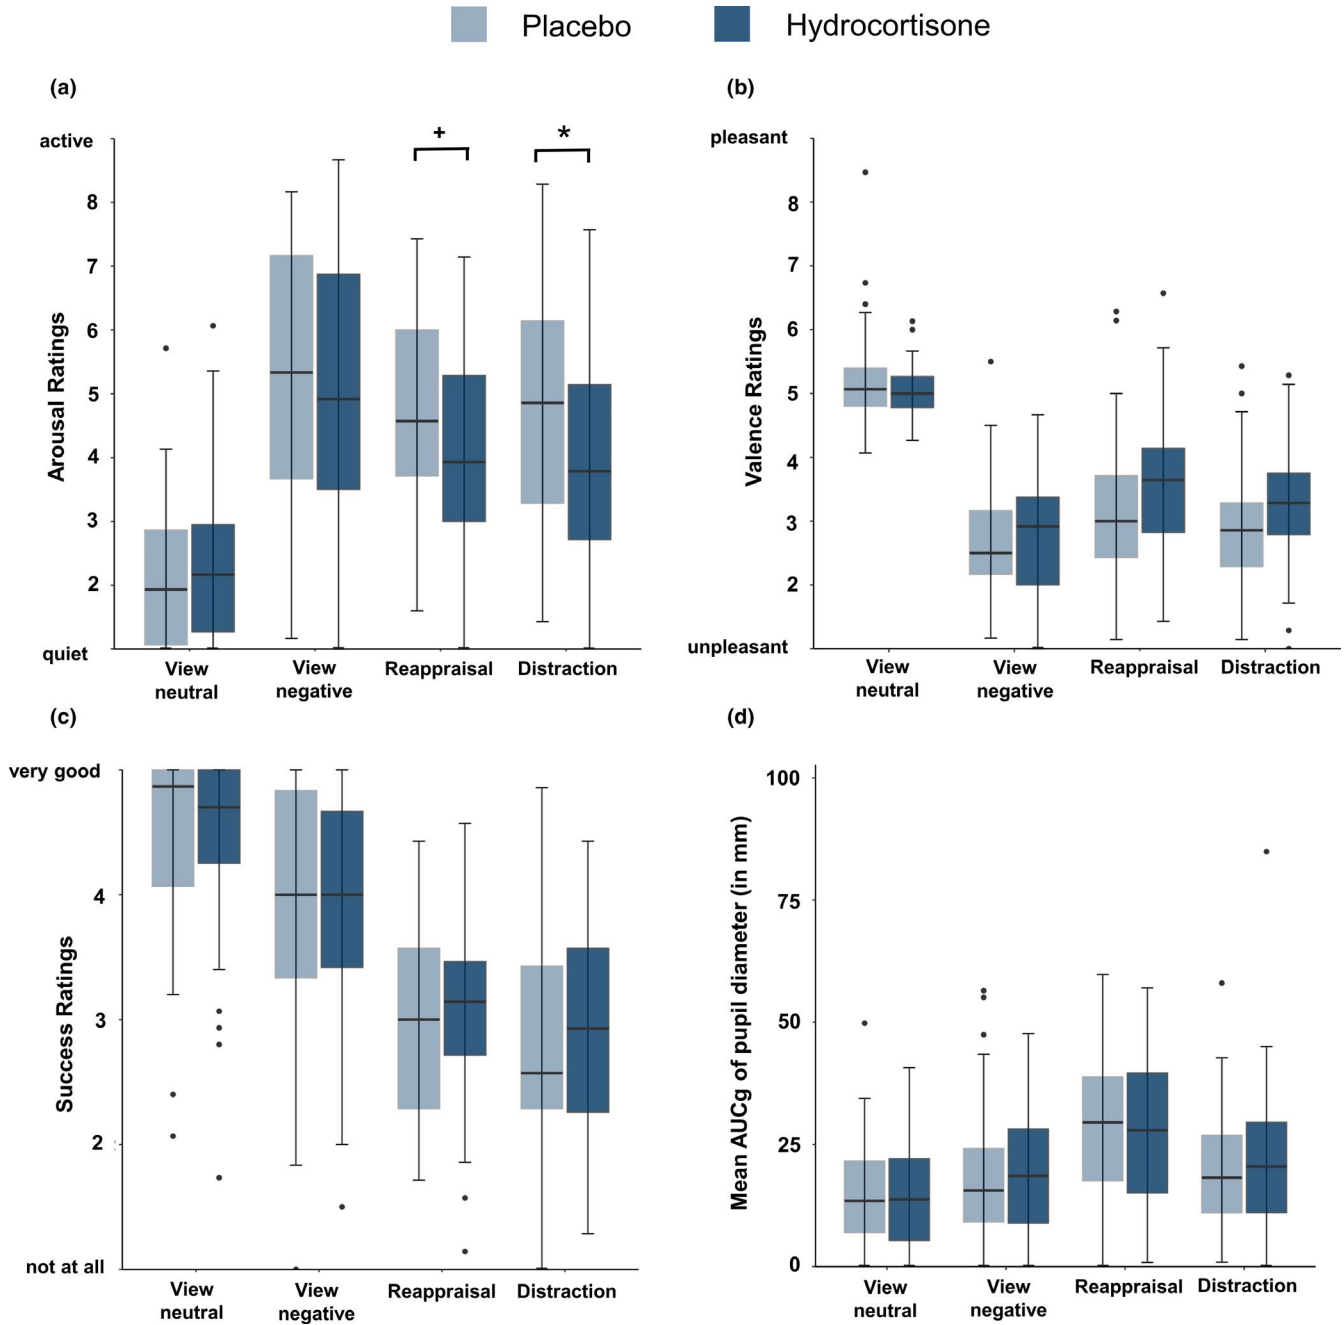 Placebo Hydrocortisone
(a)
active
+ *
8
7
6
5
4
3
2
quiet
Arousal Ratings
View neutral
View negative
Reappraisal
Distraction
(b)
pleasant
8
7
6
5
4
3
2
unpleasant
Valence Ratings
View neutral
View negative
Reappraisal
Distraction
(c)
very good
4
3
2
not at all
Success Ratings
View neutral
View negative
Reappraisal
Distraction
(d)
100
75
50
25
0
Mean AUCg of pupil diameter (in mm)
View neutral
View negative
Reappraisal
Distraction